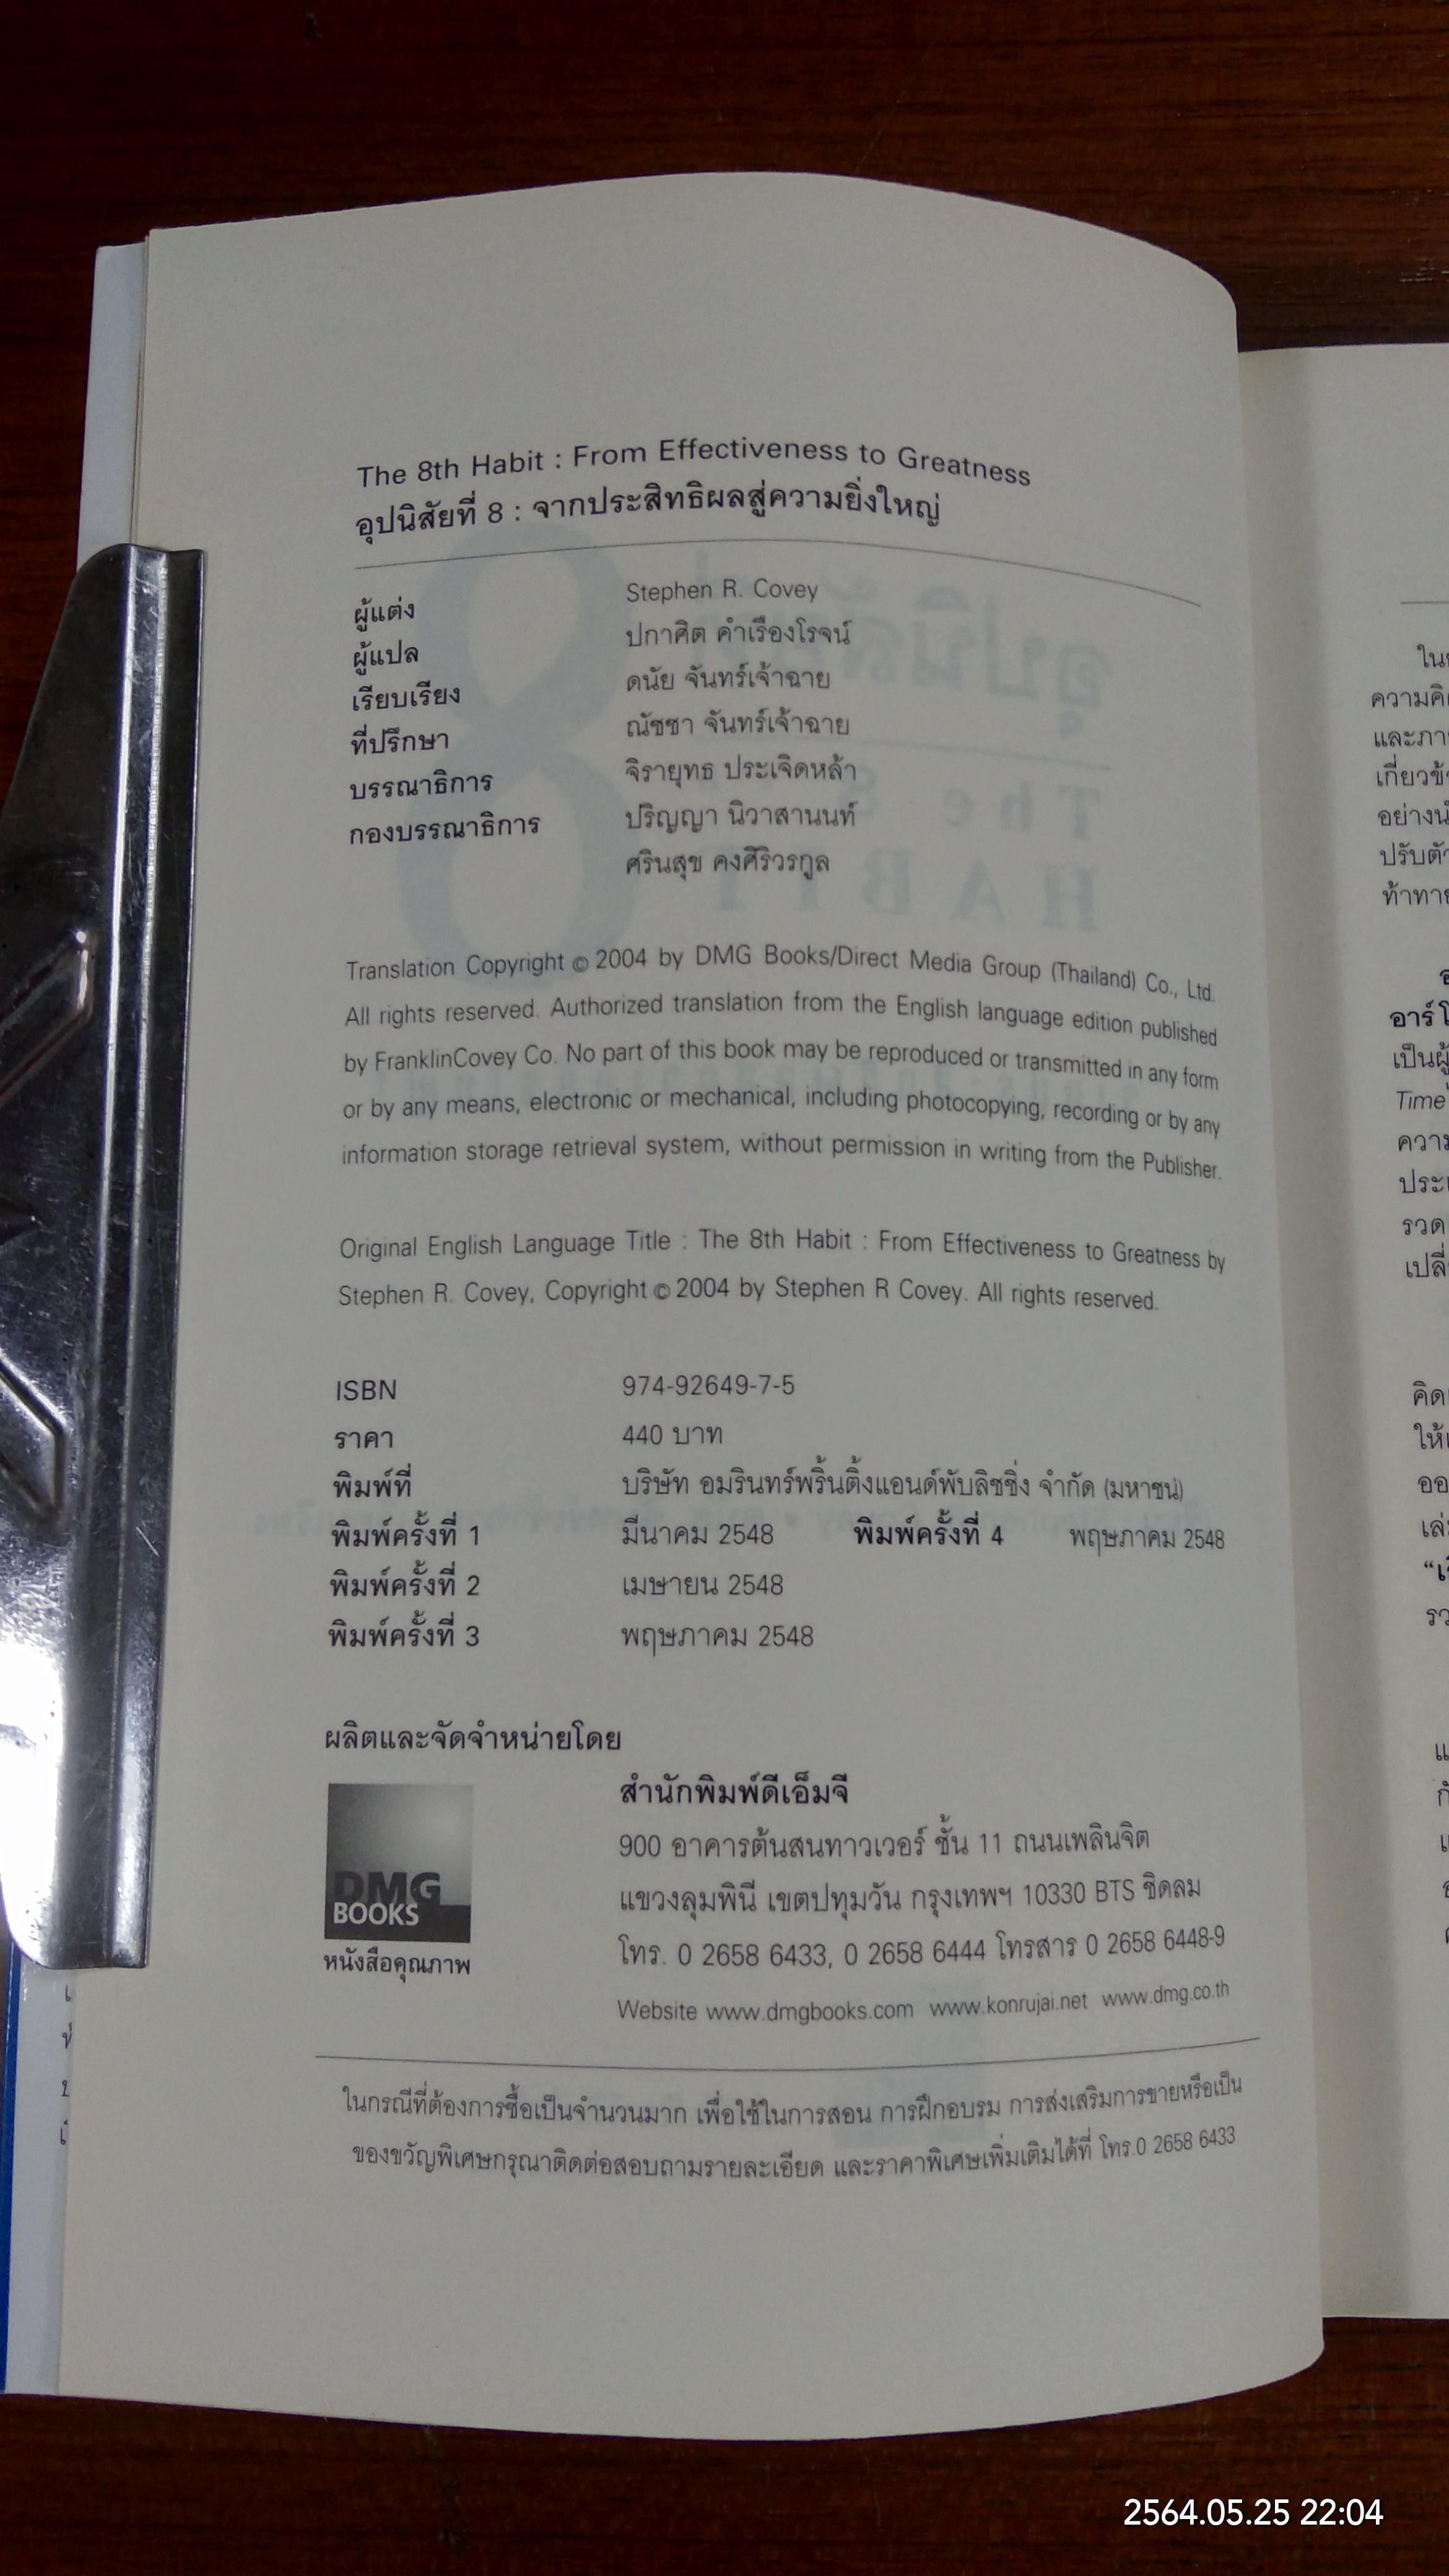 The 8th Habit : From Effectiveness to Greatness
อุปนิสัยที่ 8 : จากประสิทธิผลสู่ความยิ่งใหญ่
ผู้แต่ง Stephen R. Covey
ผู้แปล ปกาศิต คำเรืองโรจน์
เรียบเรียง ดนัย จันทร์เจ้าฉาย
ที่ปรึกษา ณัชชา จันทร์เจ้าฉาย
บรรณาธิการ จิรายุทธ ประเจิดหล้า
กองบรรณาธิการ ปริญญา นิวาสานนท์
ศรินสุข คงศิริวรกูล
Translation Copyright © 2004 by DMG Books/Direct Media Group (Thailand) Co., Ltd.
All rights reserved. Authorized translation from the English language edition published
by FranklinCovey Co. No part of this book may be reproduced or transmitted in any form
or by any means, electronic or mechanical, including photocopying, recording or by any
information storage retrieval system, without permission in writing from the Publisher.
Original English Language Title : The 8th Habit : From Effectiveness to Greatness by
Stephen R. Covey, Copyright © 2004 by Stephen R Covey. All rights reserved.
ISBN 974-92649-7-5
ราคา 440 บาท
พิมพ์ที่ บริษัท อมรินทร์พริ้นติ้งแอนด์พับลิชชิ่ง จำกัด (มหาชน)
พิมพ์ครั้งที่ 1 มีนาคม 2548 พิมพ์ครั้งที่ 4 พฤษภาคม 2548
พิมพ์ครั้งที่ 2 เมษายน 2548
พิมพ์ครั้งที่ 3 พฤษภาคม 2548
ผลิตและจัดจำหน่ายโดย
DMG
BOOKS
หนังสือคุณภาพ
สำนักพิมพ์ดีเอ็มจี
900 อาคารต้นสนทาวเวอร์ ชั้น 11 ถนนเพลินจิต
แขวงลุมพินี เขตปทุมวัน กรุงเทพฯ 10330 BTS ชิดลม
โทร. 0 2658 6433, 0 2658 6444 โทรสาร 0 2658 6448-9
Website www.dmgbooks.com www.konrujai.net www.dmg.co.th
ในกรณีที่ต้องการซื้อเป็นจำนวนมาก เพื่อใช้ในการสอน การฝึกอบรม การส่งเสริมการขายหรือเป็น
ของขวัญพิเศษกรุณาติดต่อสอบถามรายละเอียด และราคาพิเศษเพิ่มเติมได้ที่ โทร.0 2658 6433
2564.05.25 22:04